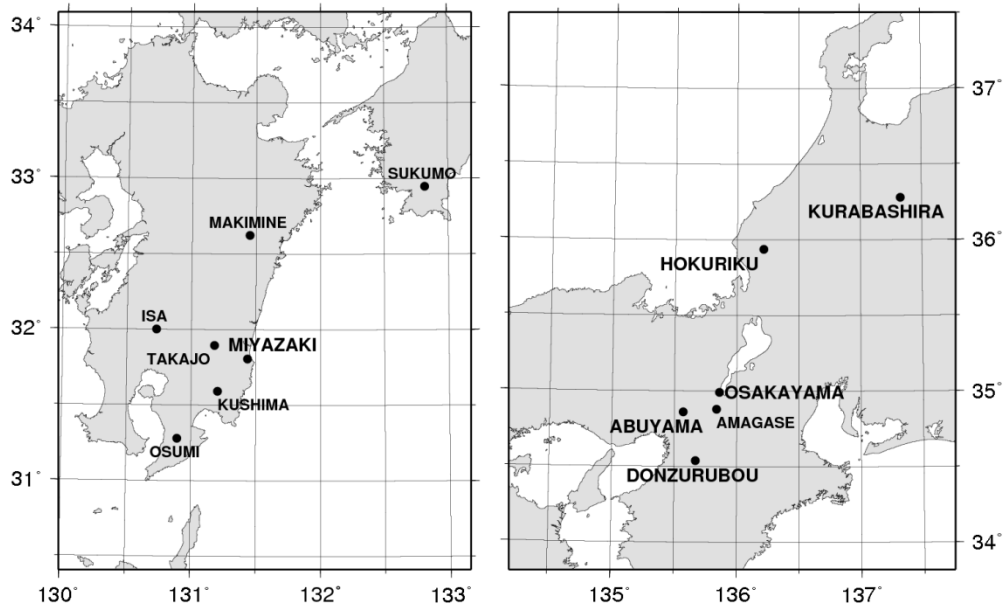 34°
33°
32°
31°
130°
131°
132°
133°
SUKUMO
MAKIMINE
ISA
TAKAJO
MIYAZAKI
KUSHIMA
OSUMI
37°
36°
35°
34°
135°
136°
137°
KURABASHIRA
HOKURIKU
OSAKAYAMA
ABUYAMA
AMAGASE
DONZURUBOU